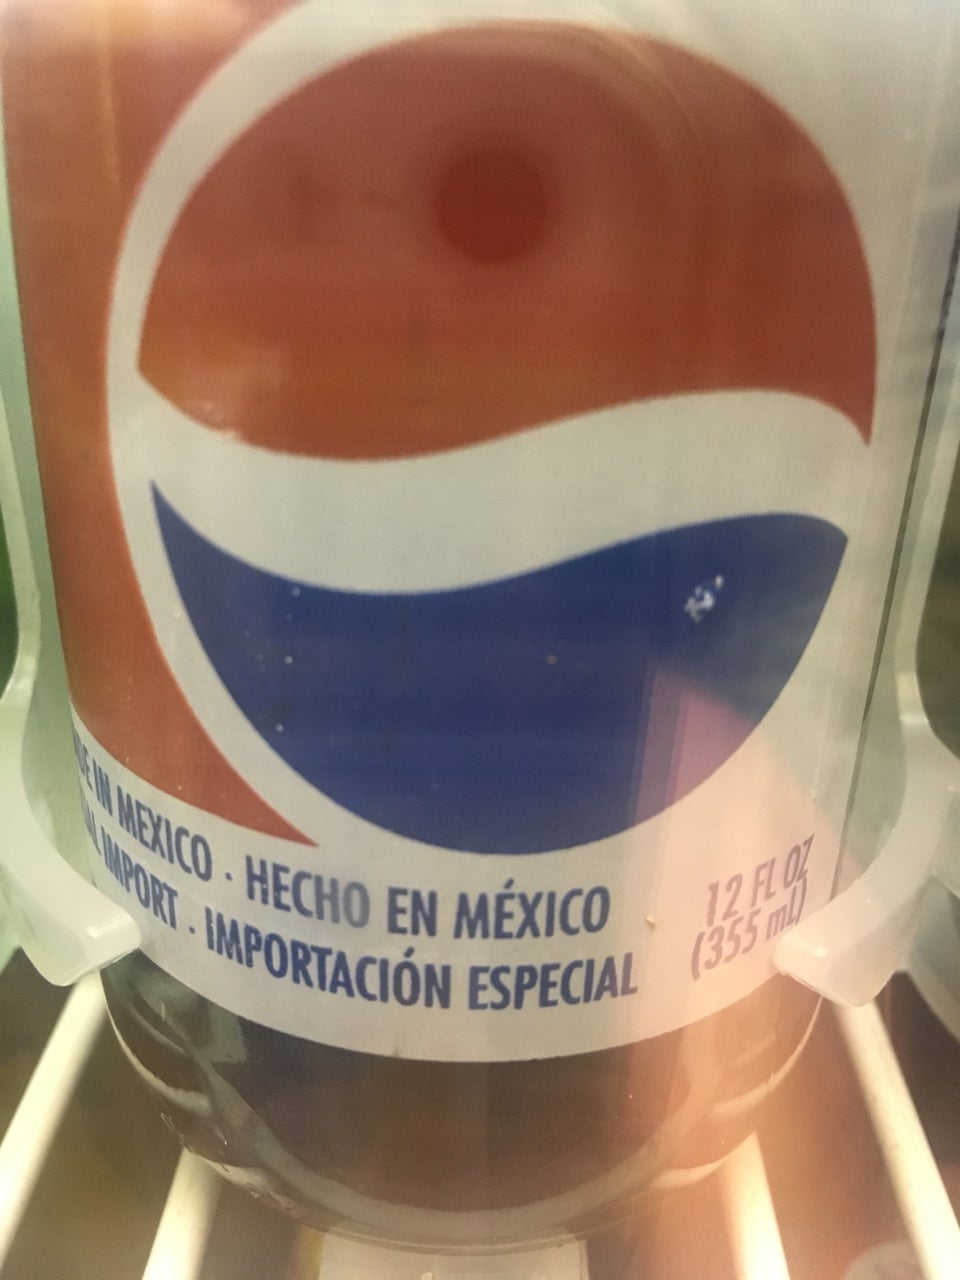 IN MEXICO · HECHO EN MÉXICO
IMPORT · IMPORTACIÓN ESPECIAL
12 FL OZ
(355 mL)